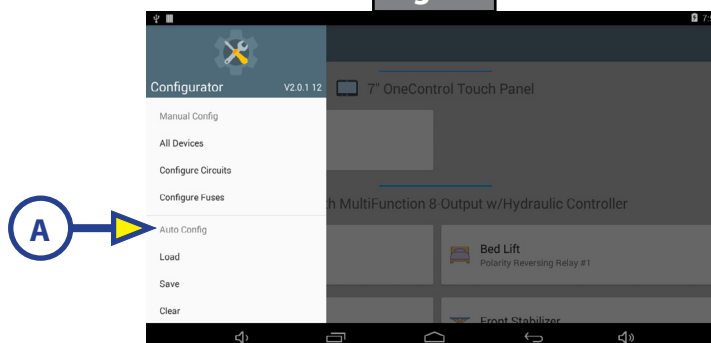 Configurator V2.0.1 12
7" OneControl Touch Panel
Manual Config
All Devices
Configure Circuits
Configure Fuses
MultiFunction 8-Output w/Hydraulic Controller
A
Auto Config
Load
Bed Lift
Polarity Reversing Relay #1
Save
Clear
Front Stabilizer